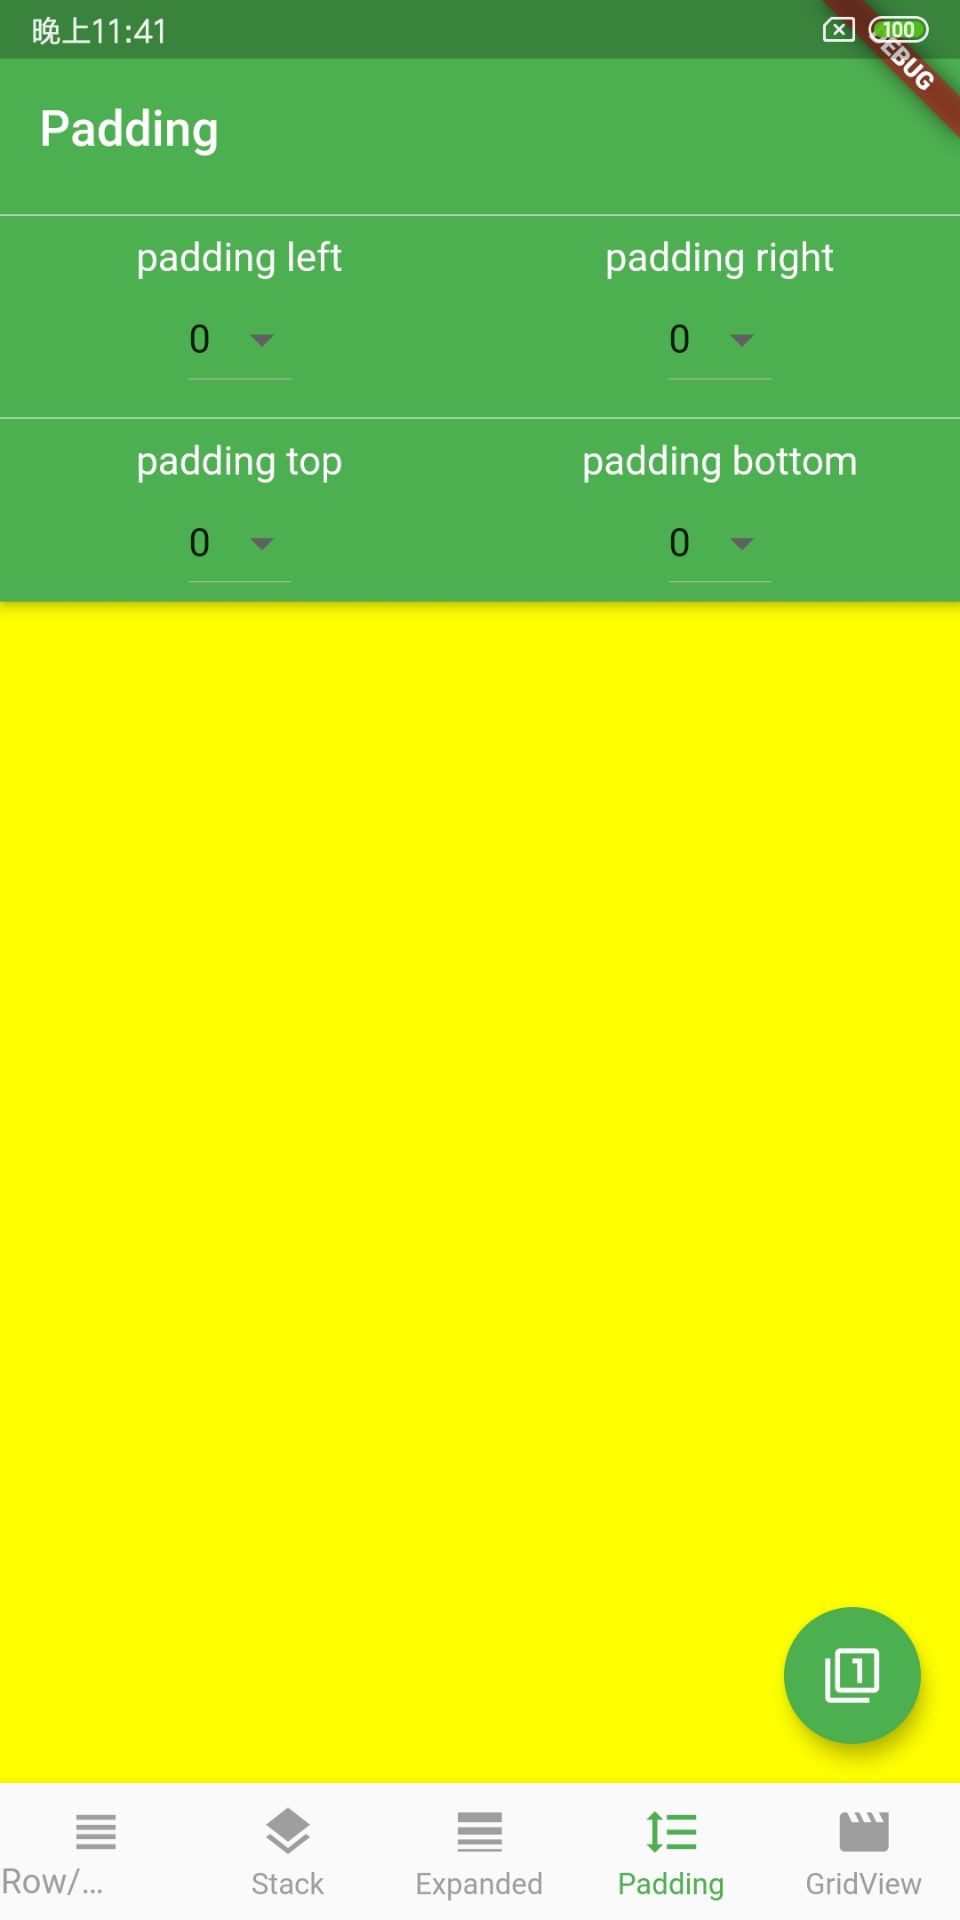 晚上11:41
100
DEBUG
Padding
padding left
padding right
0
0
padding top
padding bottom
0
0
1
Row/...
Stack
Expanded
Padding
GridView